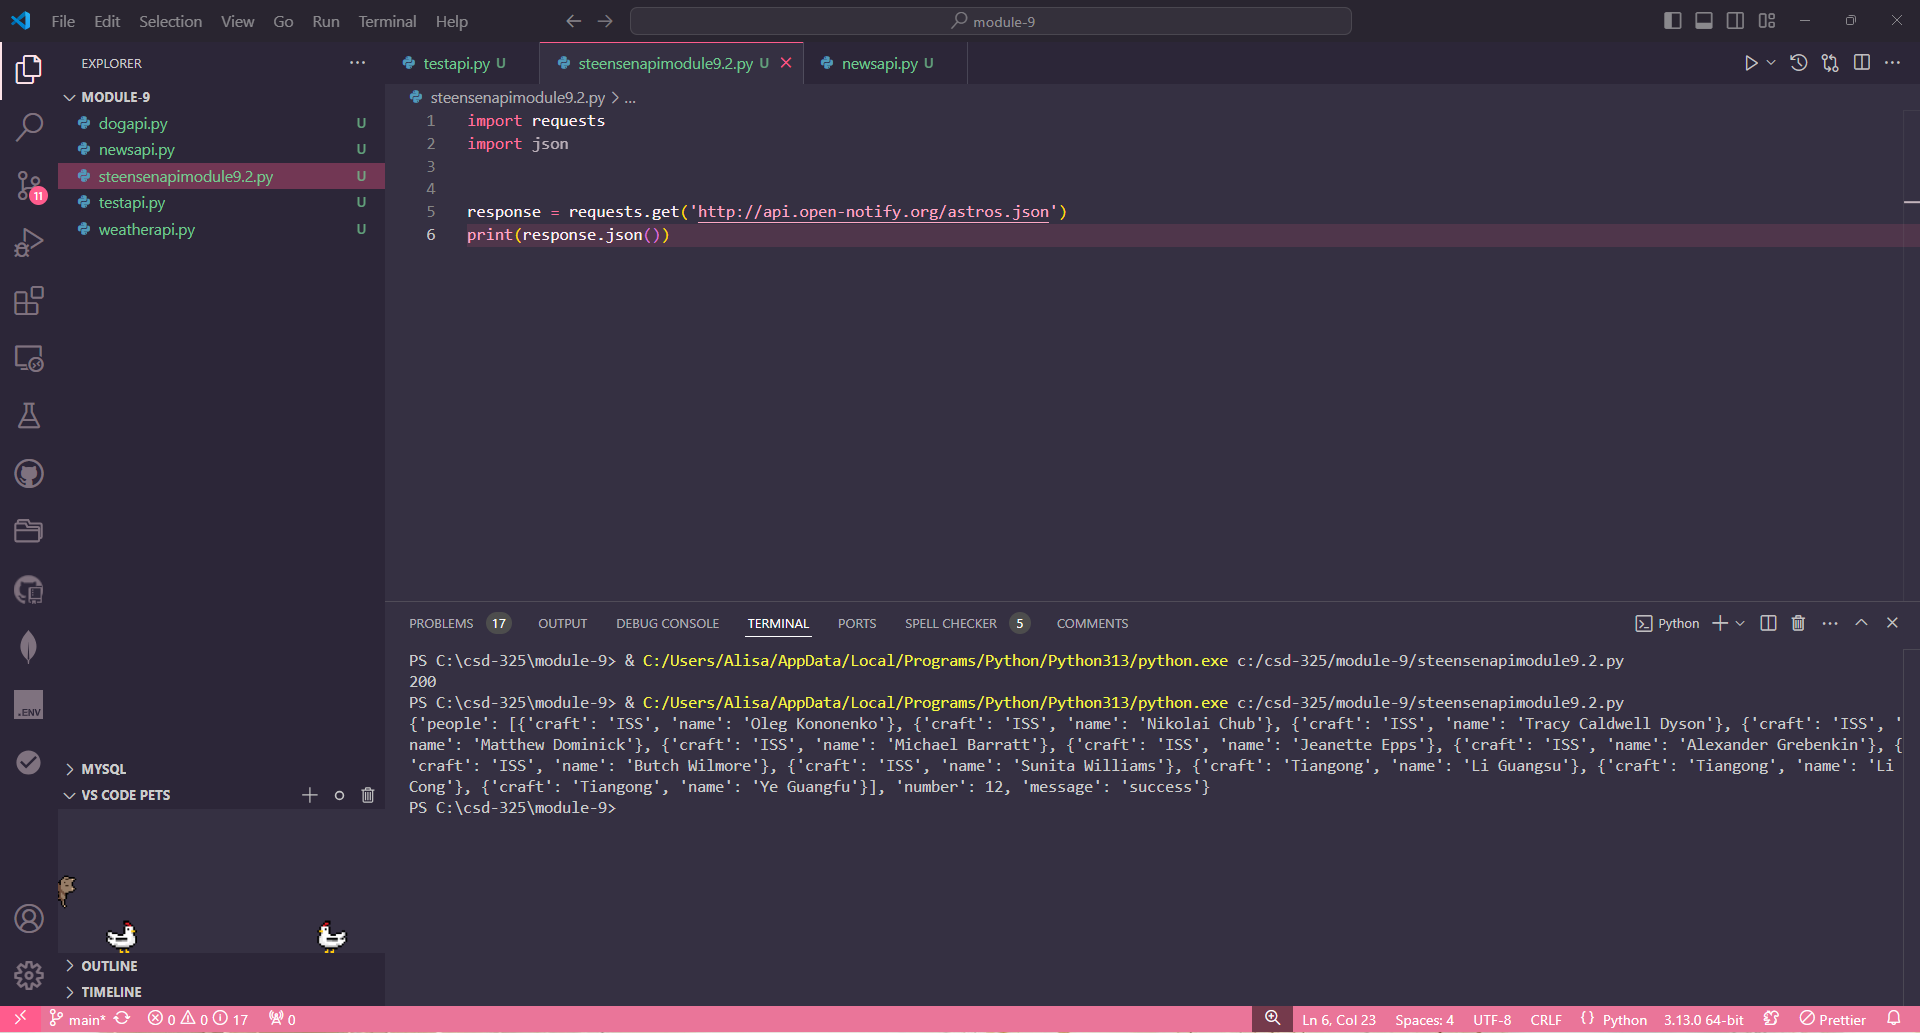 File Edit Selection View Go Run Terminal Help
module-9
EXPLORER
MODULE-9
dogapi.py U
newsapi.py U
steensenapimodule9.2.py U
testapi.py U
weatherapi.py U
11
.ENV
MYSQL
VS CODE PETS
OUTLINE
TIMELINE
testapi.py U
steensenapimodule9.2.py U
newsapi.py U
steensenapimodule9.2.py > ...
1 import requests
2 import json
3
4
5 response = requests.get('http://api.open-notify.org/astros.json')
6 print(response.json())
PROBLEMS 17 OUTPUT DEBUG CONSOLE TERMINAL PORTS SPELL CHECKER 5 COMMENTS
Python
PS C:\csd-325\module-9> & C:/Users/Alisa/AppData/Local/Programs/Python/Python313/python.exe c:/csd-325/module-9/steensenapimodule9.2.py
200
PS C:\csd-325\module-9> & C:/Users/Alisa/AppData/Local/Programs/Python/Python313/python.exe c:/csd-325/module-9/steensenapimodule9.2.py
{'people': [{'craft': 'ISS', 'name': 'Oleg Kononenko'}, {'craft': 'ISS', 'name': 'Nikolai Chub'}, {'craft': 'ISS', 'name': 'Tracy Caldwell Dyson'}, {'craft': 'ISS', '
name': 'Matthew Dominick'}, {'craft': 'ISS', 'name': 'Michael Barratt'}, {'craft': 'ISS', 'name': 'Jeanette Epps'}, {'craft': 'ISS', 'name': 'Alexander Grebenkin'}, {
'craft': 'ISS', 'name': 'Butch Wilmore'}, {'craft': 'ISS', 'name': 'Sunita Williams'}, {'craft': 'Tiangong', 'name': 'Li Guangsu'}, {'craft': 'Tiangong', 'name': 'Li
Cong'}, {'craft': 'Tiangong', 'name': 'Ye Guangfu'}], 'number': 12, 'message': 'success'}
PS C:\csd-325\module-9>
main* 0 0 17 0
Ln 6, Col 23 Spaces: 4 UTF-8 CRLF {} Python 3.13.0 64-bit Prettier